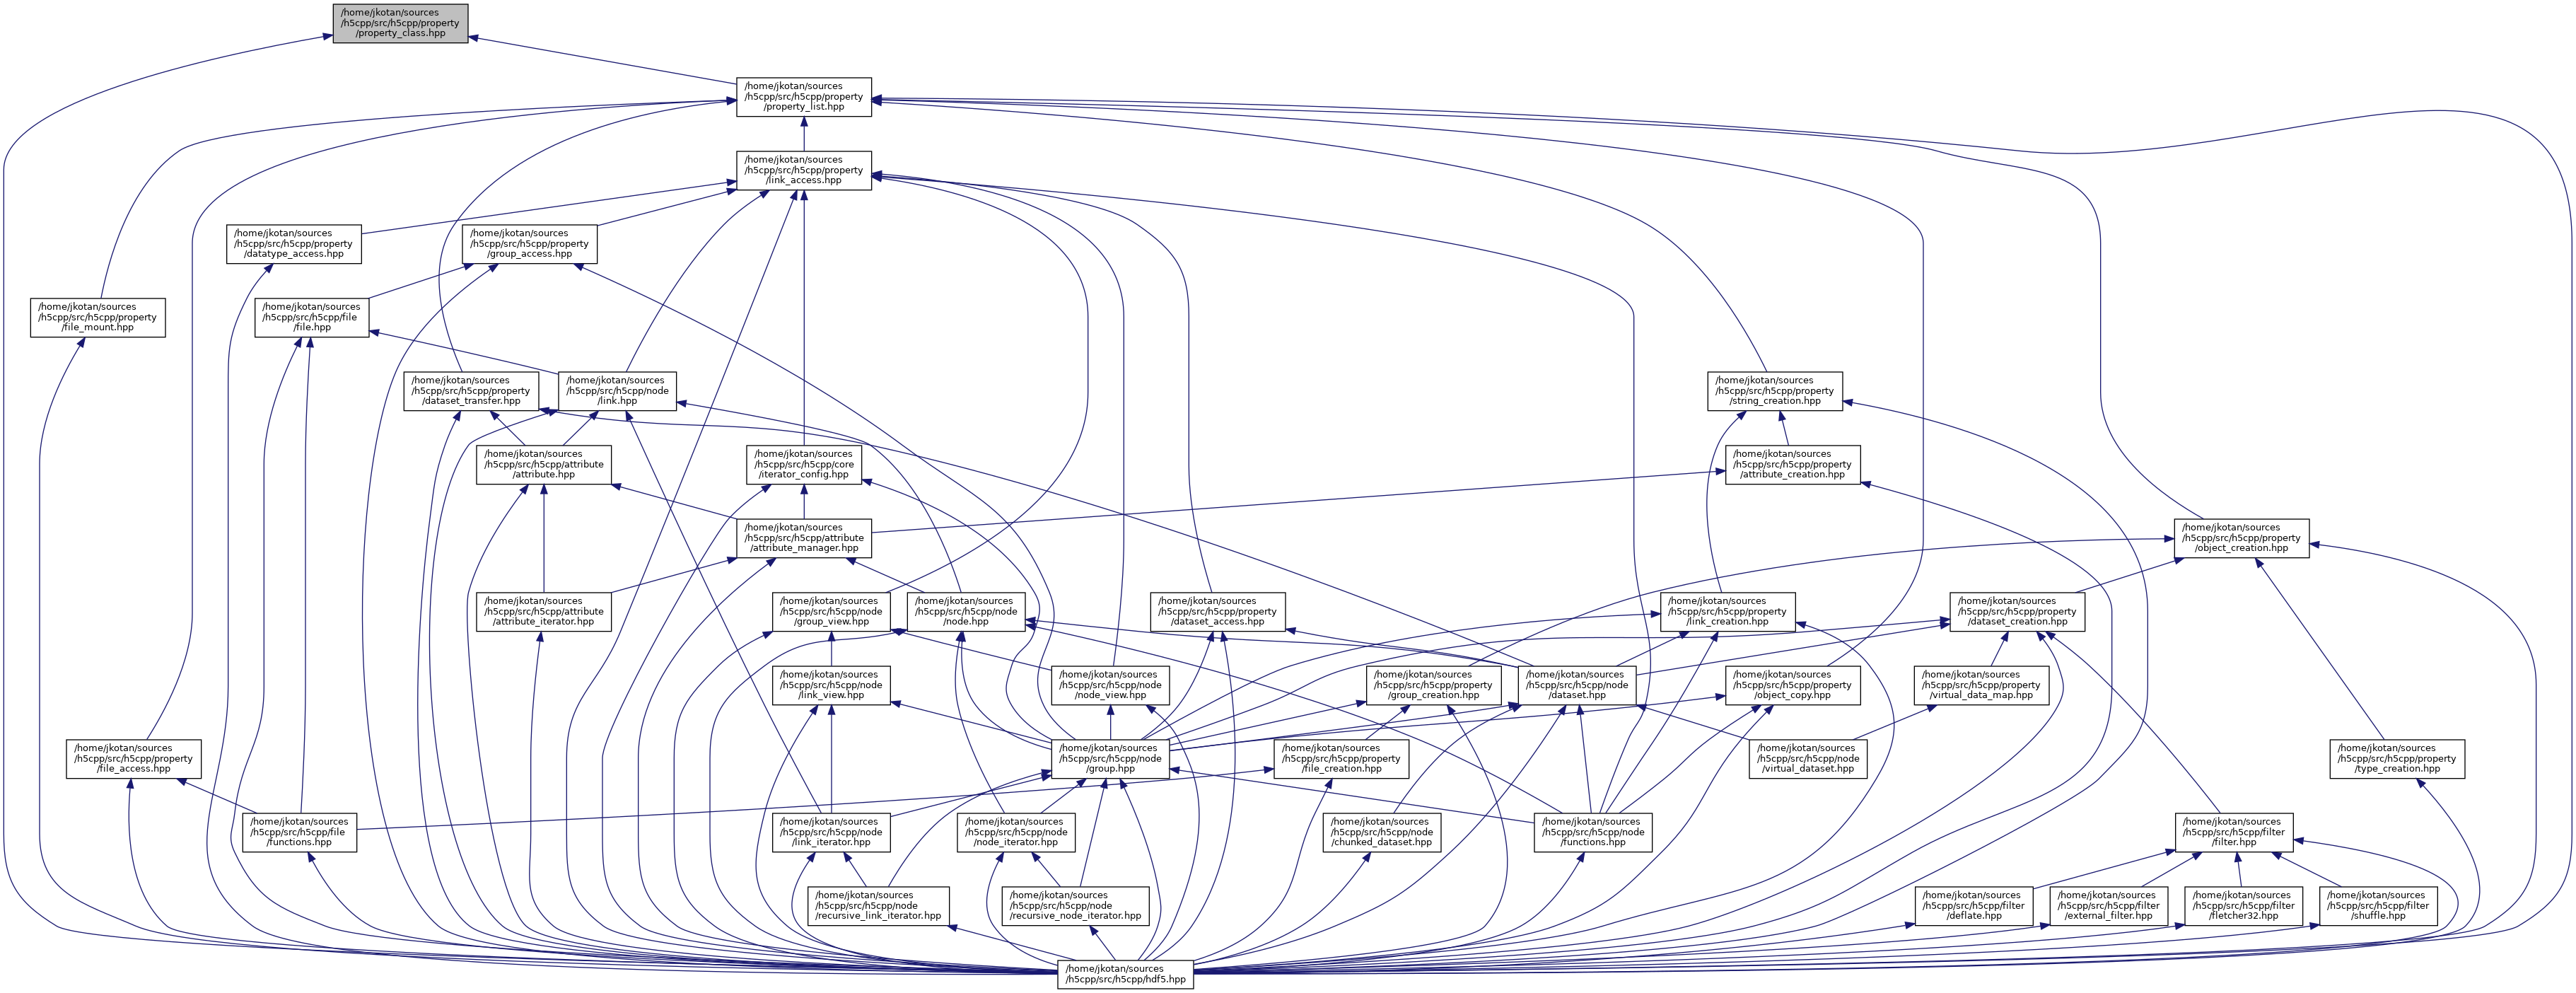 /home/jkotan/sources
/h5cpp/src/h5cpp/property
/property_class.hpp
/home/jkotan/sources
/h5cpp/src/h5cpp/property
/property_list.hpp
/home/jkotan/sources
/h5cpp/src/h5cpp/property
/link_access.hpp
/home/jkotan/sources
/h5cpp/src/h5cpp/property
/datatype_access.hpp
/home/jkotan/sources
/h5cpp/src/h5cpp/property
/group_access.hpp
/home/jkotan/sources
/h5cpp/src/h5cpp/property
/file_mount.hpp
/home/jkotan/sources
/h5cpp/src/h5cpp/file
/file.hpp
/home/jkotan/sources
/h5cpp/src/h5cpp/property
/dataset_transfer.hpp
/home/jkotan/sources
/h5cpp/src/h5cpp/node
/link.hpp
/home/jkotan/sources
/h5cpp/src/h5cpp/property
/string_creation.hpp
/home/jkotan/sources
/h5cpp/src/h5cpp/attribute
/attribute.hpp
/home/jkotan/sources
/h5cpp/src/h5cpp/core
/iterator_config.hpp
/home/jkotan/sources
/h5cpp/src/h5cpp/property
/attribute_creation.hpp
/home/jkotan/sources
/h5cpp/src/h5cpp/attribute
/attribute_manager.hpp
/home/jkotan/sources
/h5cpp/src/h5cpp/property
/object_creation.hpp
/home/jkotan/sources
/h5cpp/src/h5cpp/attribute
/attribute_iterator.hpp
/home/jkotan/sources
/h5cpp/src/h5cpp/node
/group_view.hpp
/home/jkotan/sources
/h5cpp/src/h5cpp/node
/node.hpp
/home/jkotan/sources
/h5cpp/src/h5cpp/property
/dataset_access.hpp
/home/jkotan/sources
/h5cpp/src/h5cpp/property
/link_creation.hpp
/home/jkotan/sources
/h5cpp/src/h5cpp/property
/dataset_creation.hpp
/home/jkotan/sources
/h5cpp/src/h5cpp/node
/link_view.hpp
/home/jkotan/sources
/h5cpp/src/h5cpp/node
/node_view.hpp
/home/jkotan/sources
/h5cpp/src/h5cpp/property
/group_creation.hpp
/home/jkotan/sources
/h5cpp/src/h5cpp/node
/dataset.hpp
/home/jkotan/sources
/h5cpp/src/h5cpp/property
/object_copy.hpp
/home/jkotan/sources
/h5cpp/src/h5cpp/property
/virtual_data_map.hpp
/home/jkotan/sources
/h5cpp/src/h5cpp/property
/file_access.hpp
/home/jkotan/sources
/h5cpp/src/h5cpp/node
/group.hpp
/home/jkotan/sources
/h5cpp/src/h5cpp/property
/file_creation.hpp
/home/jkotan/sources
/h5cpp/src/h5cpp/node
/virtual_dataset.hpp
/home/jkotan/sources
/h5cpp/src/h5cpp/property
/type_creation.hpp
/home/jkotan/sources
/h5cpp/src/h5cpp/file
/functions.hpp
/home/jkotan/sources
/h5cpp/src/h5cpp/node
/link_iterator.hpp
/home/jkotan/sources
/h5cpp/src/h5cpp/node
/node_iterator.hpp
/home/jkotan/sources
/h5cpp/src/h5cpp/node
/chunked_dataset.hpp
/home/jkotan/sources
/h5cpp/src/h5cpp/node
/functions.hpp
/home/jkotan/sources
/h5cpp/src/h5cpp/filter
/filter.hpp
/home/jkotan/sources
/h5cpp/src/h5cpp/node
/recursive_link_iterator.hpp
/home/jkotan/sources
/h5cpp/src/h5cpp/node
/recursive_node_iterator.hpp
/home/jkotan/sources
/h5cpp/src/h5cpp/filter
/deflate.hpp
/home/jkotan/sources
/h5cpp/src/h5cpp/filter
/external_filter.hpp
/home/jkotan/sources
/h5cpp/src/h5cpp/filter
/fletcher32.hpp
/home/jkotan/sources
/h5cpp/src/h5cpp/filter
/shuffle.hpp
/home/jkotan/sources
/h5cpp/src/h5cpp/hdf5.hpp